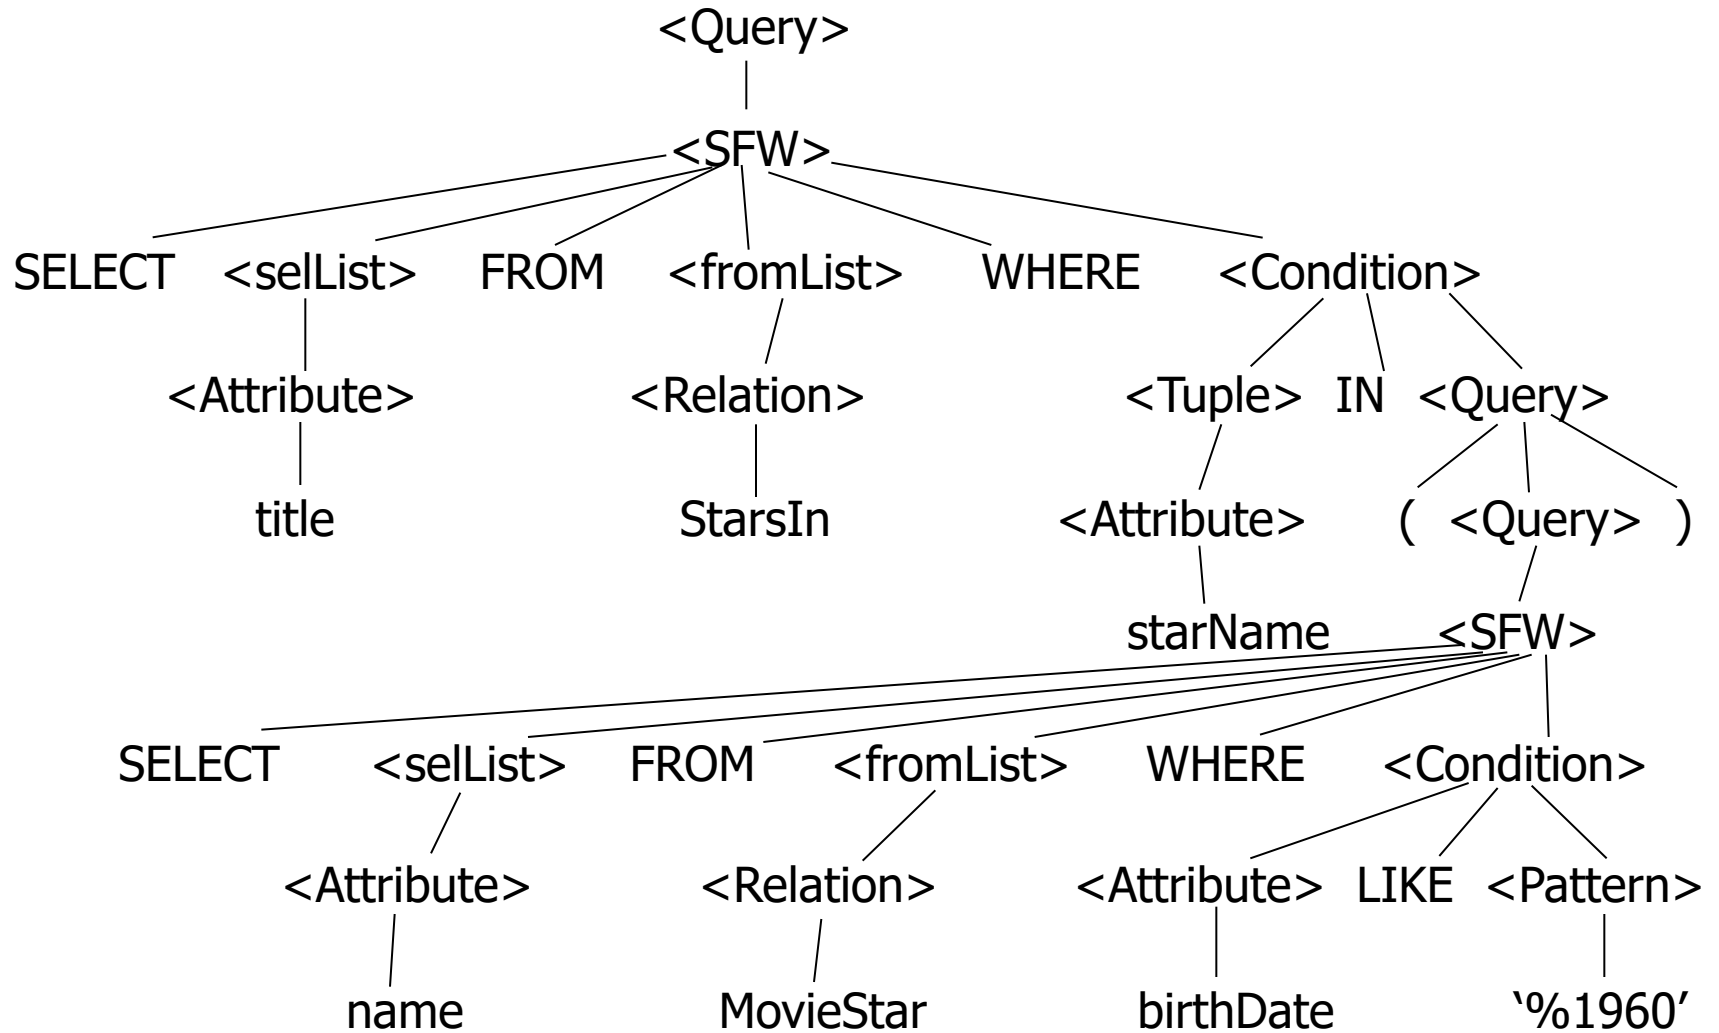 <Query>
<SFW>
SELECT <selList> FROM <fromList> WHERE <Condition>
<Attribute> <Relation> <Tuple> IN <Query>
title StarsIn <Attribute> ( <Query> )
starName <SFW>
SELECT <selList> FROM <fromList> WHERE <Condition>
<Attribute> <Relation> <Attribute> LIKE <Pattern>
name MovieStar birthDate ‘%1960’